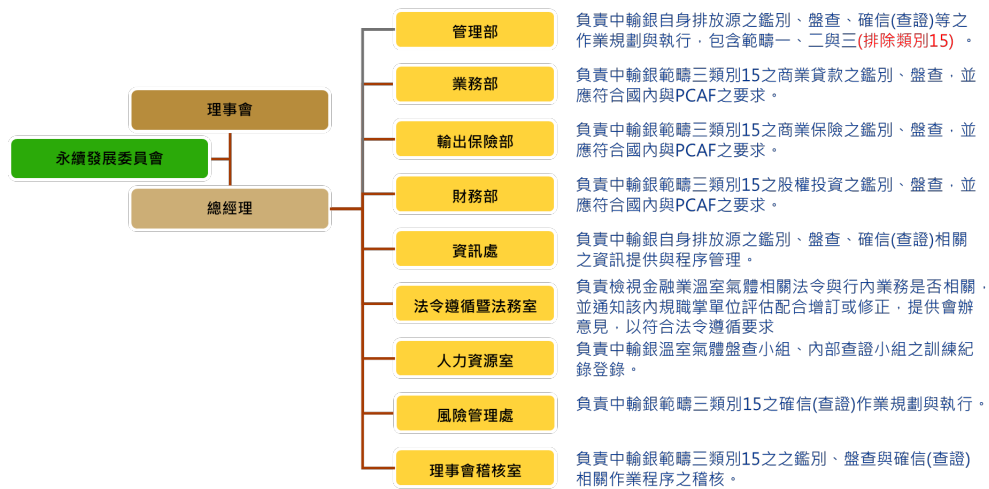 理事會
永續發展委員會
總經理
管理部
負責中輸銀自身排放源之鑑別、盤查、確信(查證)等之
作業規劃與執行，包含範疇一、二與三(排除類別15) 。
業務部
負責中輸銀範疇三類別15之商業貸款之鑑別、盤查，並
應符合國內與PCAF之要求。
輸出保險部
負責中輸銀範疇三類別15之商業保險之鑑別、盤查，並
應符合國內與PCAF之要求。
財務部
負責中輸銀範疇三類別15之股權投資之鑑別、盤查，並
應符合國內與PCAF之要求。
資訊處
負責中輸銀自身排放源之鑑別、盤查、確信(查證)相關
之資訊提供與程序管理。
法令遵循暨法務室
負責檢視金融業溫室氣體相關法令與行內業務是否相關，
並通知該內規職掌單位評估配合增訂或修正，提供會辦
意見，以符合法令遵循要求
人力資源室
負責中輸銀溫室氣體盤查小組、內部查證小組之訓練紀
錄登錄。
風險管理處
負責中輸銀範疇三類別15之確信(查證)作業規劃與執行。
理事會稽核室
負責中輸銀範疇三類別15之之鑑別、盤查與確信(查證)
相關作業程序之稽核。